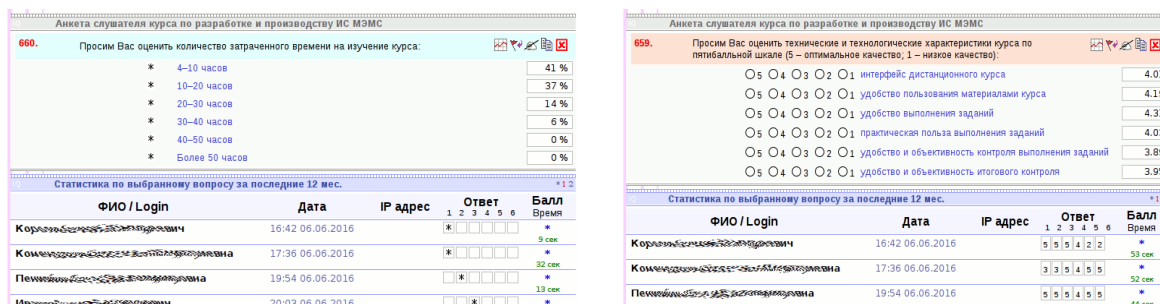 Анкета слушателя курса по разработке и производству ИС МЭМС
660. Просим Вас оценить количество затраченного времени на изучение курса:
* 4–10 часов 41 %
* 10–20 часов 37 %
* 20–30 часов 14 %
* 30–40 часов 6 %
* 40–50 часов 0 %
* Более 50 часов 0 %
Статистика по выбранному вопросу за последние 12 мес. * 1 2
ФИО / Login Дата IP адрес Ответ Балл
1 2 3 4 5 6 Время
16:42 06.06.2016 * *
9 сек
17:36 06.06.2016 * *
32 сек
19:54 06.06.2016 * *
13 сек
20:03 06.06.2016 * *
Анкета слушателя курса по разработке и производству ИС МЭМС
659. Просим Вас оценить технические и технологические характеристики курса по
пятибалльной шкале (5 – оптимальное качество; 1 – низкое качество):
5 4 3 2 1 интерфейс дистанционного курса
5 4 3 2 1 удобство пользования материалами курса
5 4 3 2 1 удобство выполнения заданий
5 4 3 2 1 практическая польза выполнения заданий
5 4 3 2 1 удобство и объективность контроля выполнения заданий
5 4 3 2 1 удобство и объективность итогового контроля
Статистика по выбранному вопросу за последние 12 мес. * 1
ФИО / Login Дата IP адрес Ответ Балл
1 2 3 4 5 6 Время
16:42 06.06.2016 5 5 5 4 2 2 *
53 сек
17:36 06.06.2016 3 3 5 4 5 5 *
52 сек
19:54 06.06.2016 5 5 5 4 5 5 *